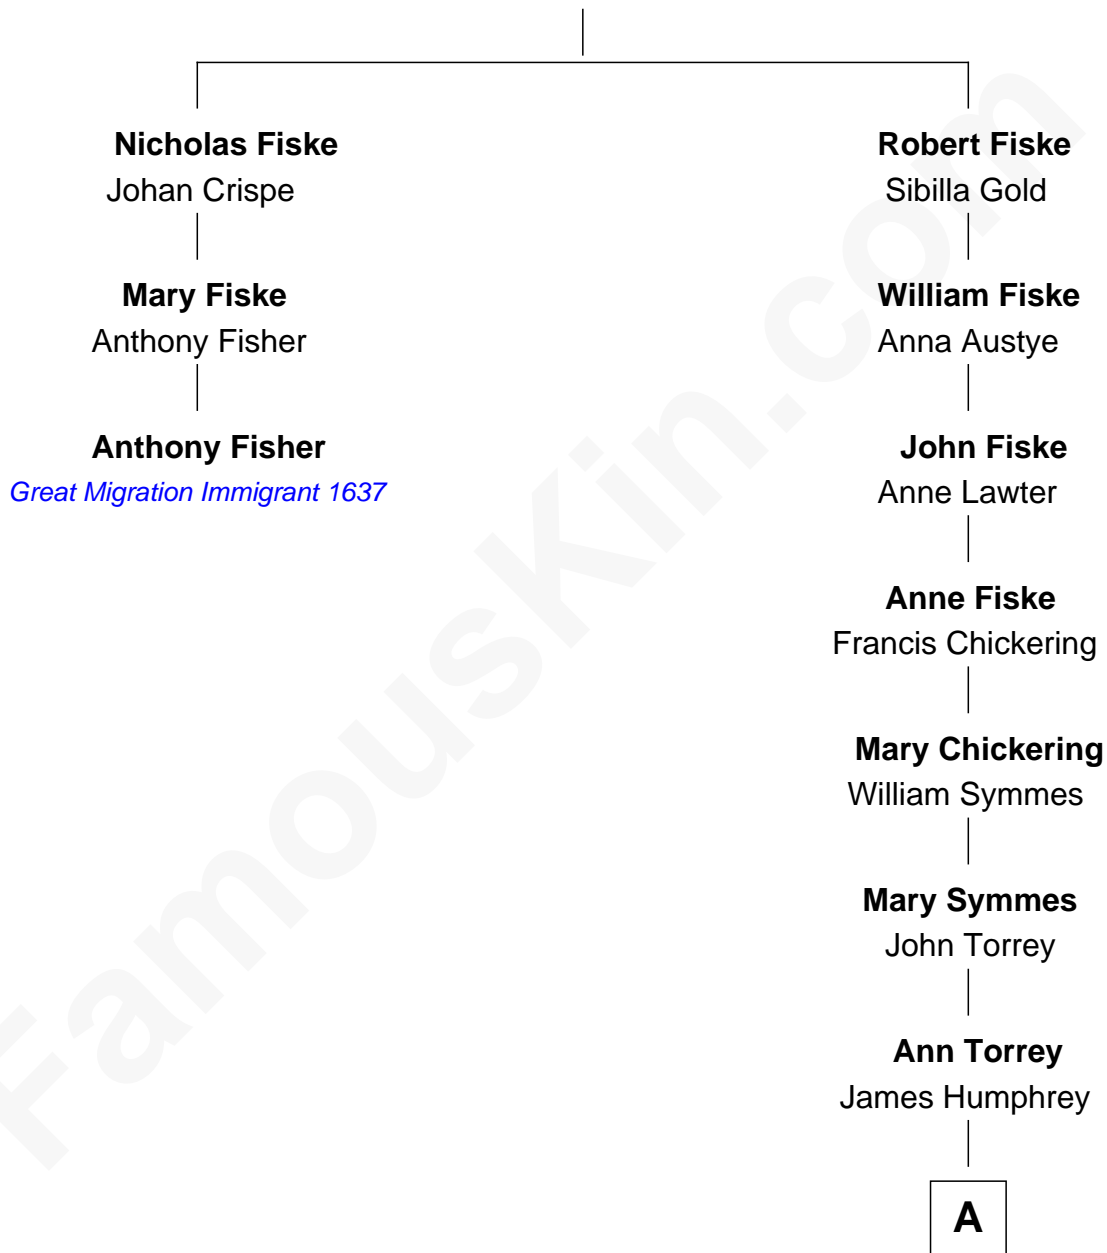 Nicholas Fiske
Johan Crispe
Mary Fiske
Anthony Fisher
Anthony Fisher
Great Migration Immigrant 1637
Robert Fiske
Sibilla Gold
William Fiske
Anna Austye
John Fiske
Anne Lawter
Anne Fiske
Francis Chickering
Mary Chickering
William Symmes
Mary Symmes
John Torrey
Ann Torrey
James Humphrey
A
FamousKin.com